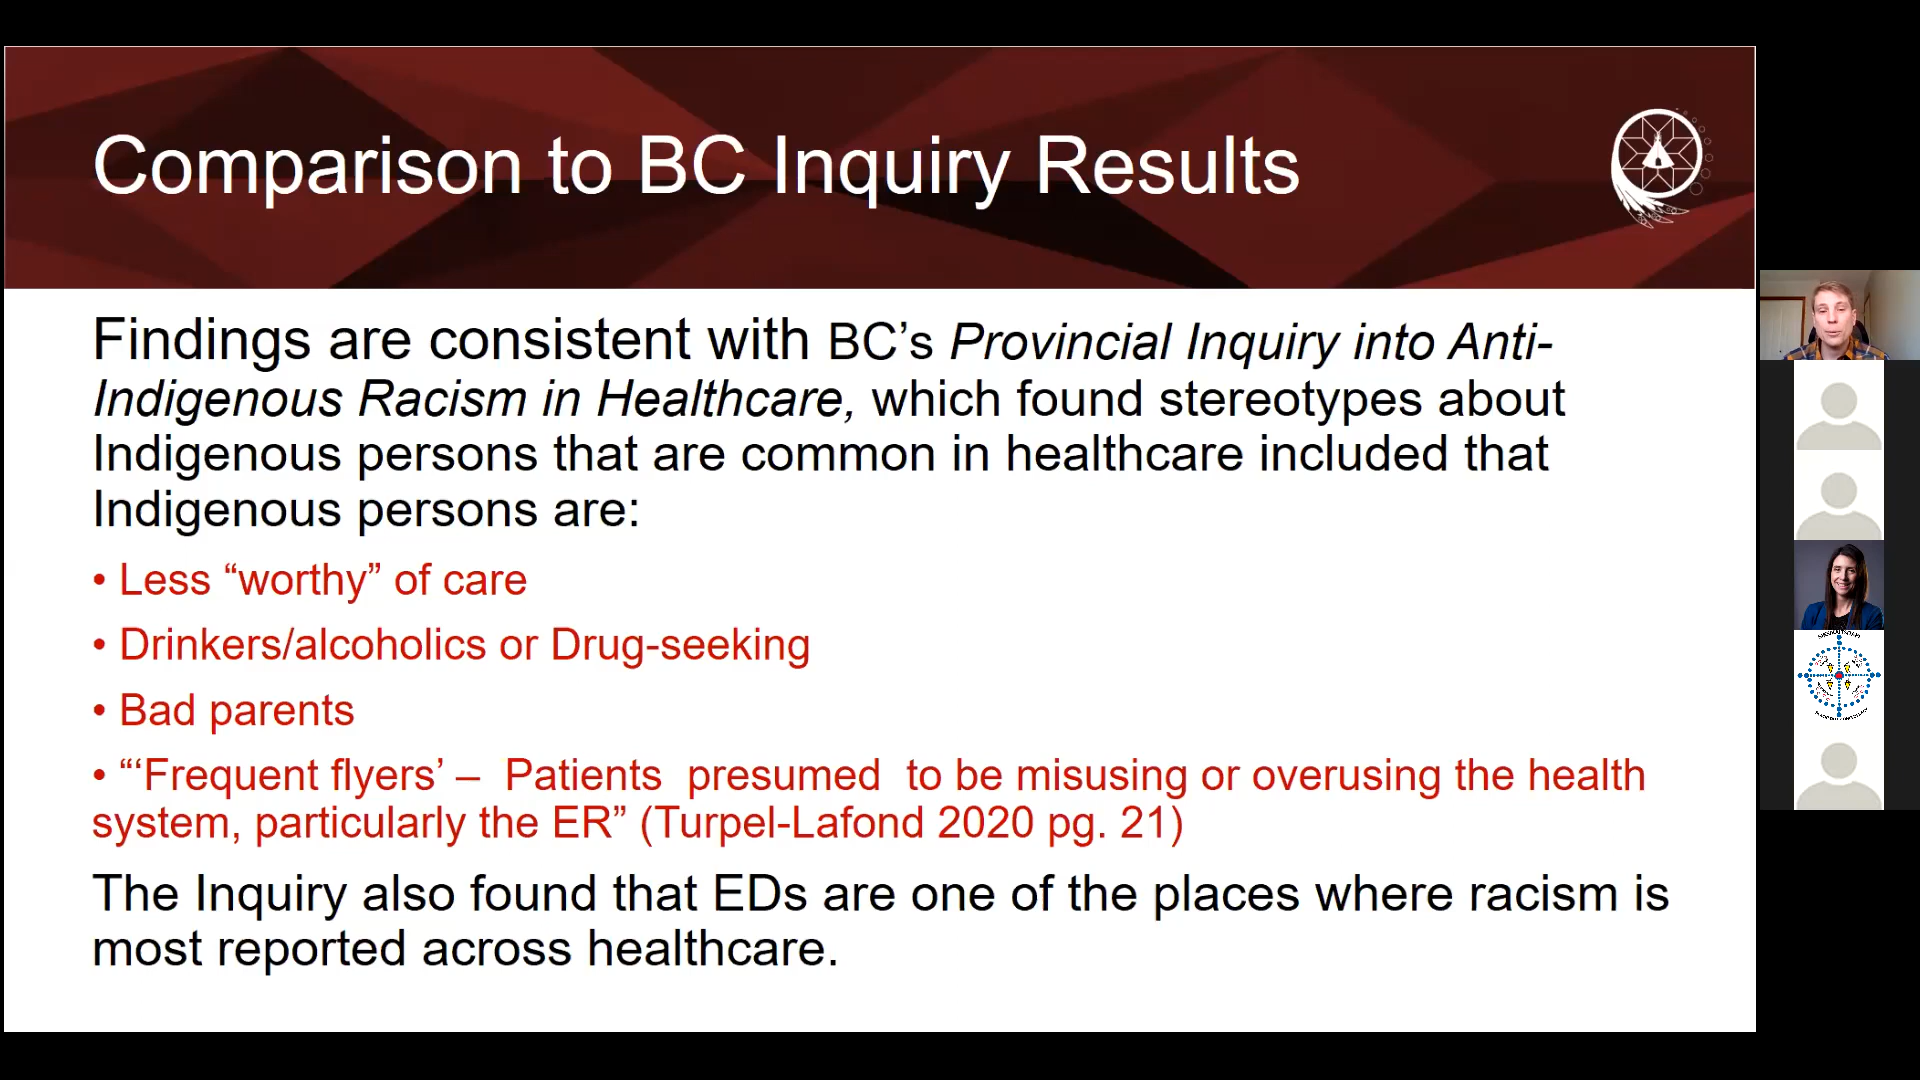 Comparison to BC Inquiry Results
Findings are consistent with BC’s Provincial Inquiry into Anti-
Indigenous Racism in Healthcare, which found stereotypes about
Indigenous persons that are common in healthcare included that
Indigenous persons are:
• Less “worthy” of care
• Drinkers/alcoholics or Drug-seeking
• Bad parents
• “‘Frequent flyers’ – Patients presumed to be misusing or overusing the health
system, particularly the ER” (Turpel-Lafond 2020 pg. 21)
The Inquiry also found that EDs are one of the places where racism is
most reported across healthcare.